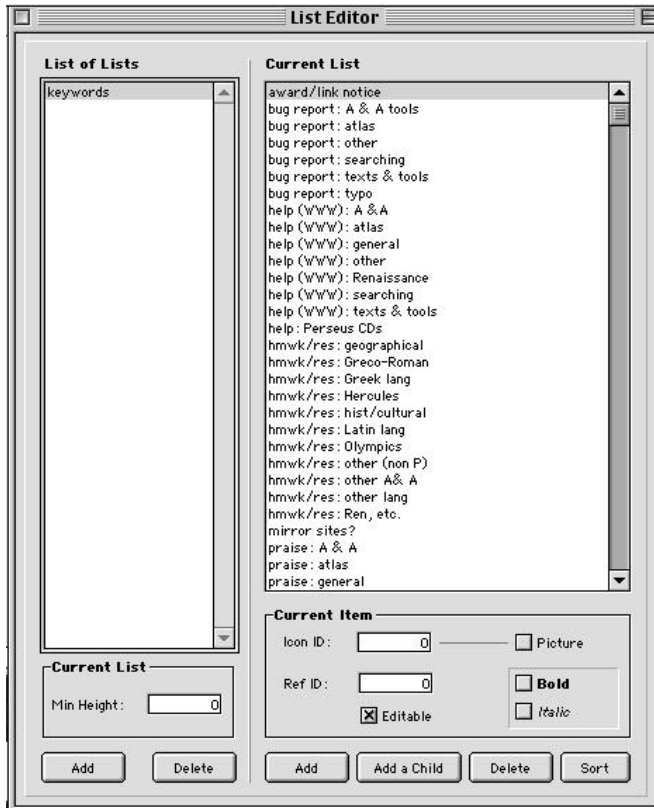 List Editor
List of Lists
keywords
Current List
Min Height: 0
Add Delete
Current List
award/link notice
bug report: A & A tools
bug report: atlas
bug report: other
bug report: searching
bug report: texts & tools
bug report: typo
help (WWW): A &A
help (WWW): atlas
help (WWW): general
help (WWW): other
help (WWW): Renaissance
help (WWW): searching
help (WWW): texts & tools
help: Perseus CDs
hmwk/res: geographical
hmwk/res: Greco-Roman
hmwk/res: Greek lang
hmwk/res: Hercules
hmwk/res: hist/cultural
hmwk/res: Latin lang
hmwk/res: Olympics
hmwk/res: other (non P)
hmwk/res: other A& A
hmwk/res: other lang
hmwk/res: Ren, etc.
mirror sites?
praise: A & A
praise: atlas
praise: general
Current Item
Icon ID: 0 Picture
Ref ID: 0 Bold
Editable Italic
Add Add a Child Delete Sort